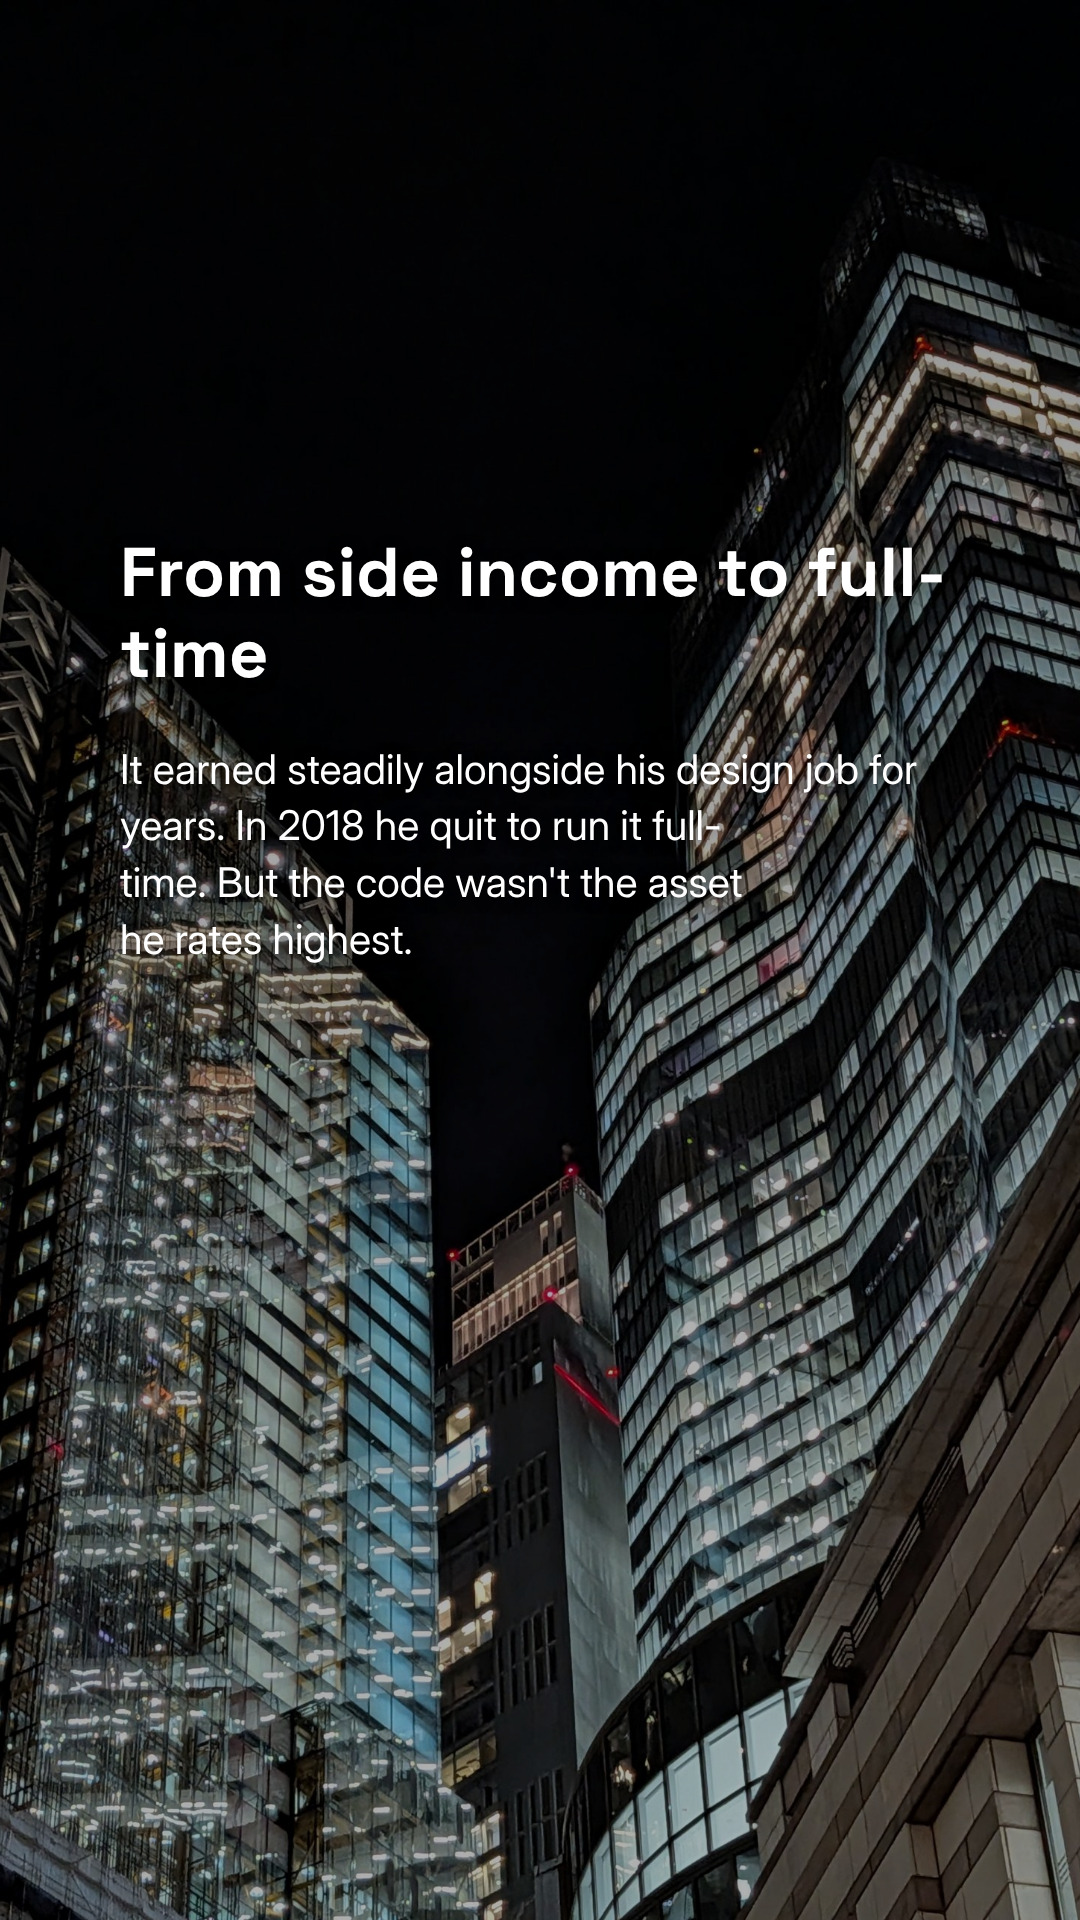 From side income to full-
time
It earned steadily alongside his design job for
years. In 2018 he quit to run it full-
time. But the code wasn't the asset
he rates highest.